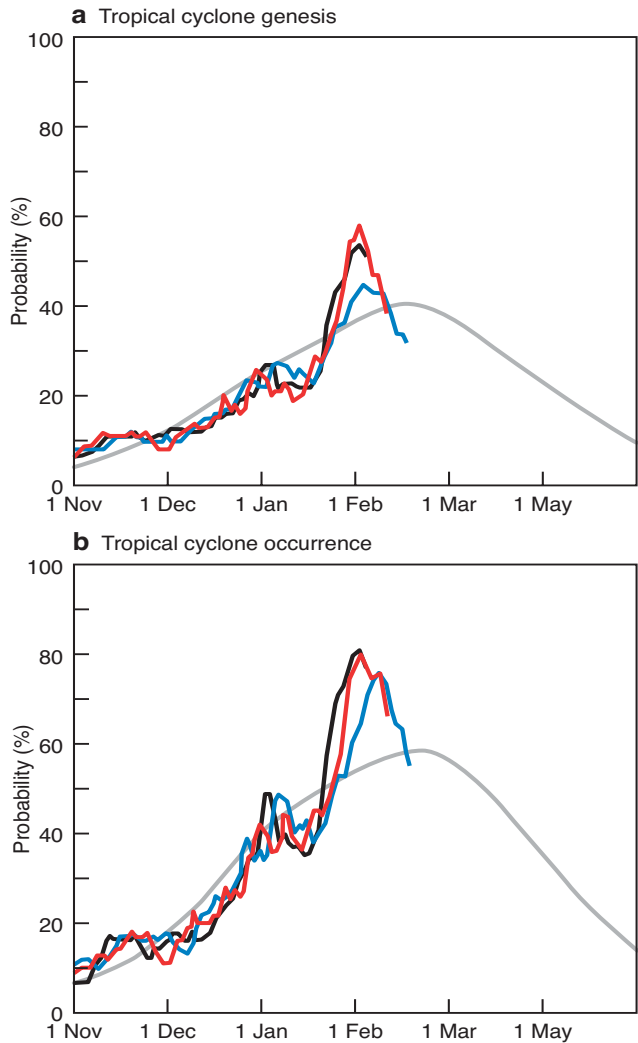 a Tropical cyclone genesis
100
80
60
40
20
0
Probability (%)
1 Nov 1 Dec 1 Jan 1 Feb 1 Mar 1 May
b Tropical cyclone occurrence
100
80
60
40
20
0
Probability (%)
1 Nov 1 Dec 1 Jan 1 Feb 1 Mar 1 May